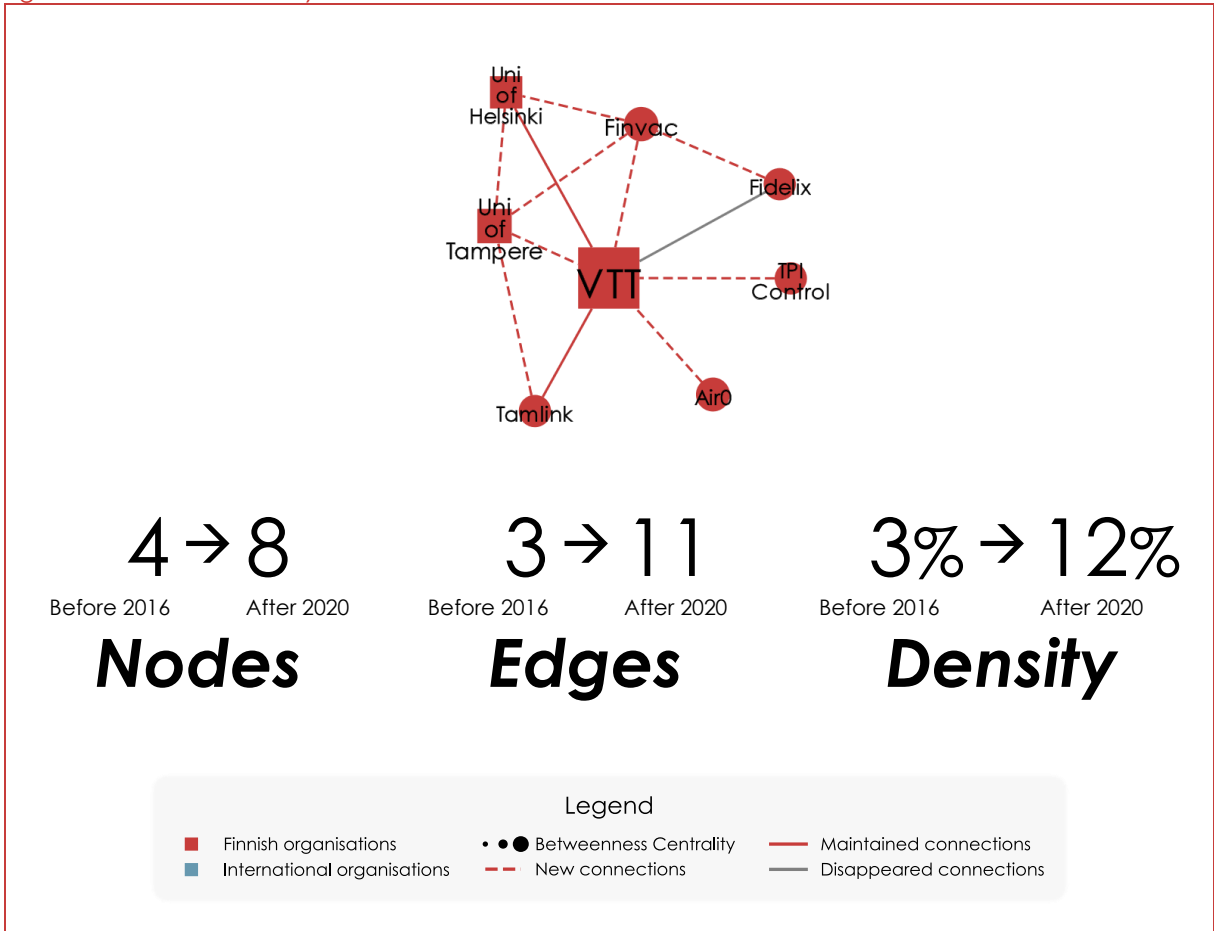 Uni
of
Helsinki
Finvac
Fidelix
Uni
of
Tampere
VTT
TPI
Control
Air0
Tamlink
4 → 8
Before 2016 After 2020
Nodes
3 → 11
Before 2016 After 2020
Edges
3% → 12%
Before 2016 After 2020
Density
Legend
Finnish organisations
International organisations
Betweenness Centrality
New connections
Maintained connections
Disappeared connections